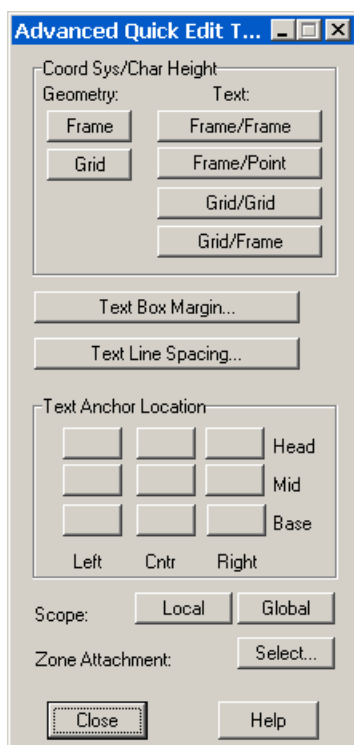 Advanced Quick Edit T...
Coord Sys/Char Height
Geometry: Text:
Frame Frame/Frame
Grid Frame/Point
Grid/Grid
Grid/Frame
Text Box Margin...
Text Line Spacing...
Text Anchor Location
Head
Mid
Base
Left Cntr Right
Scope: Local Global
Zone Attachment: Select...
Close Help